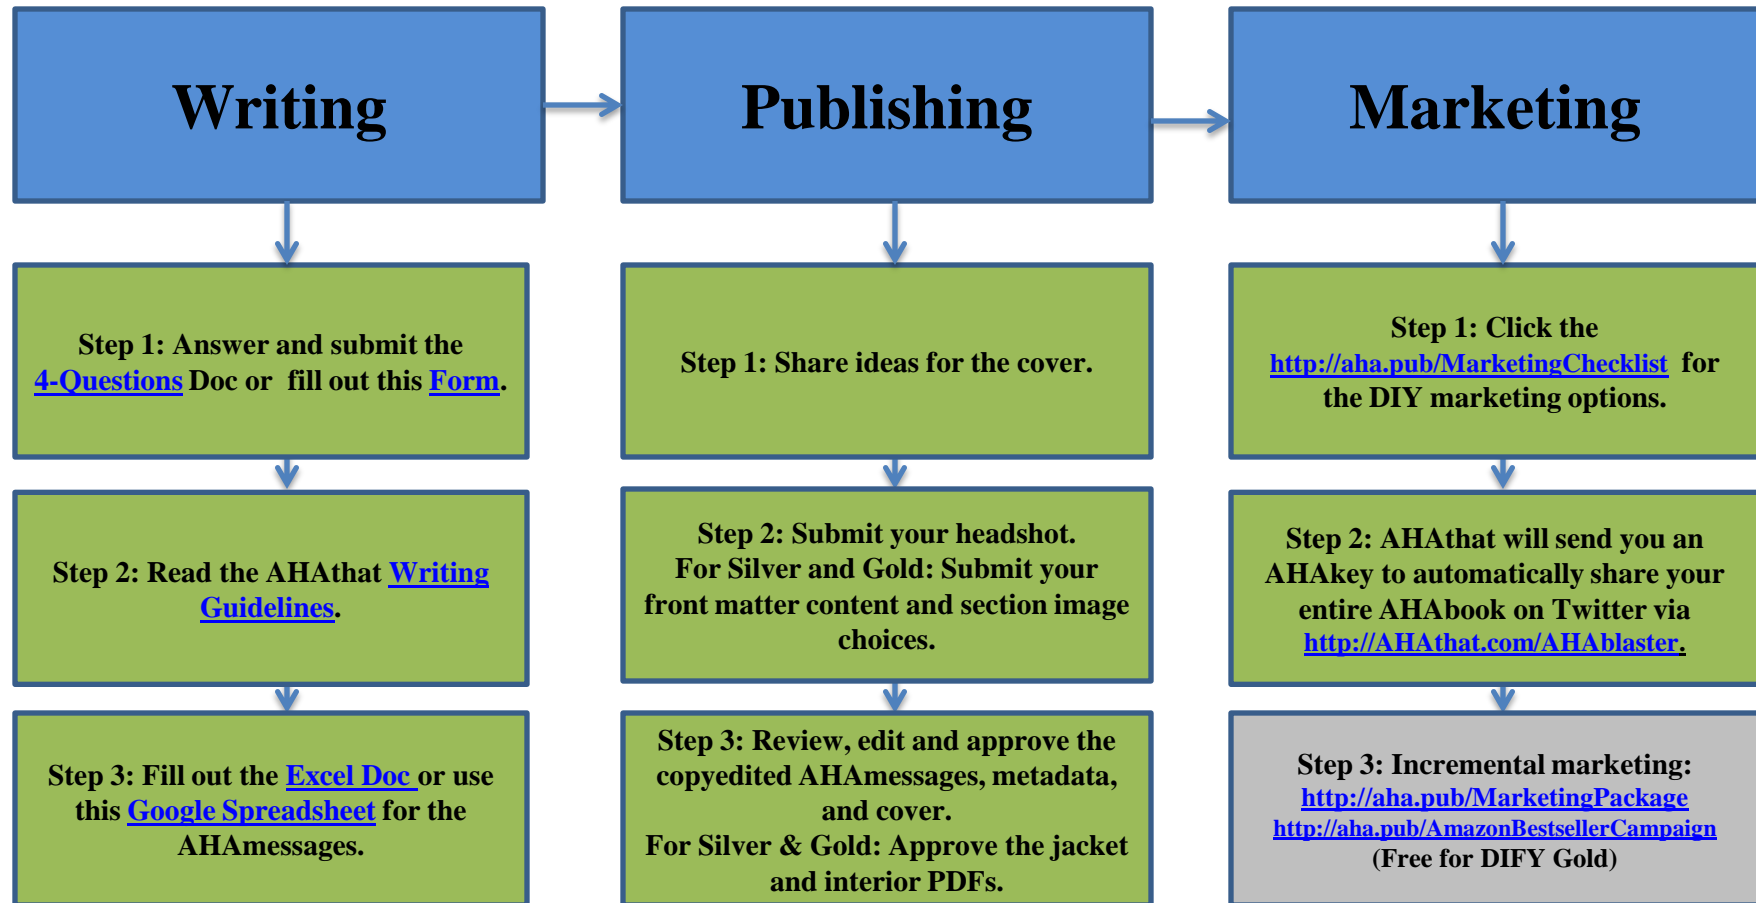 Writing
Publishing
Marketing
Step 1: Answer and submit the
4-Questions Doc or  fill out this Form.
Step 2: Read the AHAthat Writing
Guidelines.
Step 3: Fill out the Excel Doc or use
this Google Spreadsheet for the
AHAmessages.
Step 1: Share ideas for the cover.
Step 2: Submit your headshot.
For Silver and Gold: Submit your
front matter content and section image
choices.
Step 3: Review, edit and approve the
copyedited AHAmessages, metadata,
and cover.
For Silver & Gold: Approve the jacket
and interior PDFs.
Step 1: Click the
http://aha.pub/MarketingChecklist  for
the DIY marketing options.
Step 2: AHAthat will send you an
AHAkey to automatically share your
entire AHAbook on Twitter via
http://AHAthat.com/AHAblaster.
Step 3: Incremental marketing:
http://aha.pub/MarketingPackage
http://aha.pub/AmazonBestsellerCampaign
(Free for DIFY Gold)